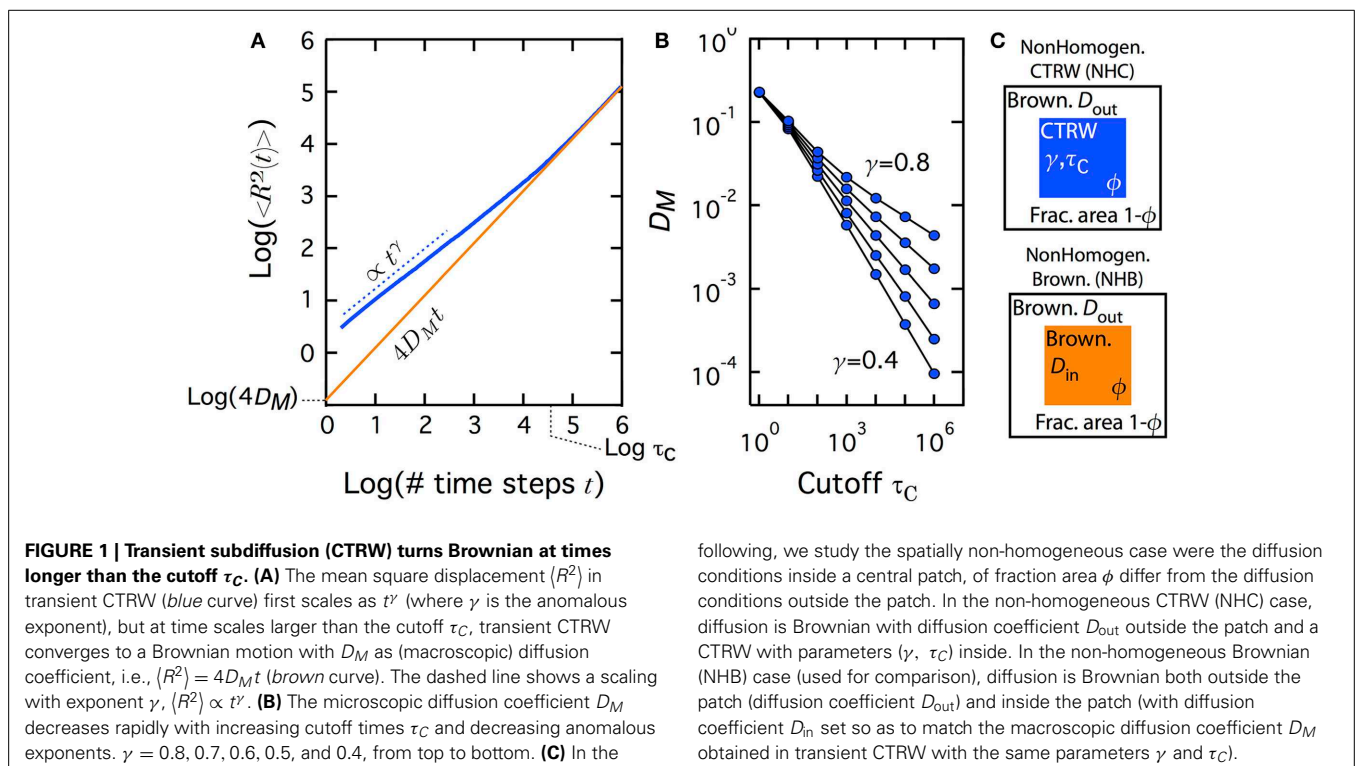 A
6
5
4
3
2
1
0
Log(<R²(t)>)
∝ t^γ
4D_M t
Log(4D_M)
0 1 2 3 4 5 6
Log τ_C
Log(# time steps t)
B
10⁰
10⁻¹
10⁻²
10⁻³
10⁻⁴
D_M
γ=0.8
γ=0.4
10⁰ 10³ 10⁶
Cutoff τ_C
C
NonHomogen.
CTRW (NHC)
Brown. D_out
CTRW
γ,τ_C
ϕ
Frac. area 1-ϕ
NonHomogen.
Brown. (NHB)
Brown. D_out
Brown.
D_in
ϕ
Frac. area 1-ϕ
FIGURE 1 | Transient subdiffusion (CTRW) turns Brownian at times
longer than the cutoff τ_C. (A) The mean square displacement ⟨R²⟩ in
transient CTRW (blue curve) first scales as t^γ (where γ is the anomalous
exponent), but at time scales larger than the cutoff τ_C, transient CTRW
converges to a Brownian motion with D_M as (macroscopic) diffusion
coefficient, i.e., ⟨R²⟩ = 4D_M t (brown curve). The dashed line shows a scaling
with exponent γ, ⟨R²⟩ ∝ t^γ. (B) The microscopic diffusion coefficient D_M
decreases rapidly with increasing cutoff times τ_C and decreasing anomalous
exponents. γ = 0.8, 0.7, 0.6, 0.5, and 0.4, from top to bottom. (C) In the
following, we study the spatially non-homogeneous case were the diffusion
conditions inside a central patch, of fraction area ϕ differ from the diffusion
conditions outside the patch. In the non-homogeneous CTRW (NHC) case,
diffusion is Brownian with diffusion coefficient D_out outside the patch and a
CTRW with parameters (γ, τ_C) inside. In the non-homogeneous Brownian
(NHB) case (used for comparison), diffusion is Brownian both outside the
patch (diffusion coefficient D_out) and inside the patch (with diffusion
coefficient D_in set so as to match the macroscopic diffusion coefficient D_M
obtained in transient CTRW with the same parameters γ and τ_C).